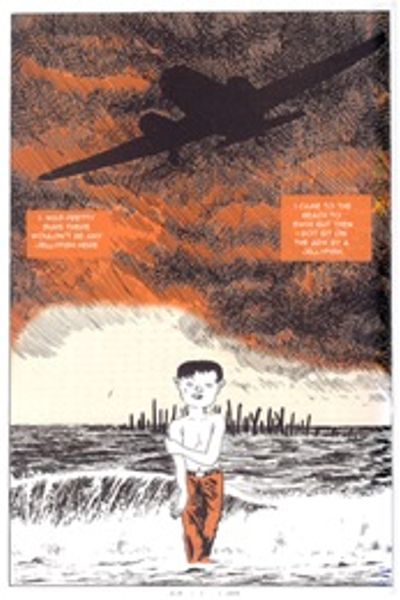 I CAME TO THE
BEACH TO
SWIM BUT THEN
I GOT BIT ON
THE ARM BY A
JELLYFISH.
I WAS PRETTY
SURE THERE
WOULDN'T BE ANY
JELLYFISH HERE